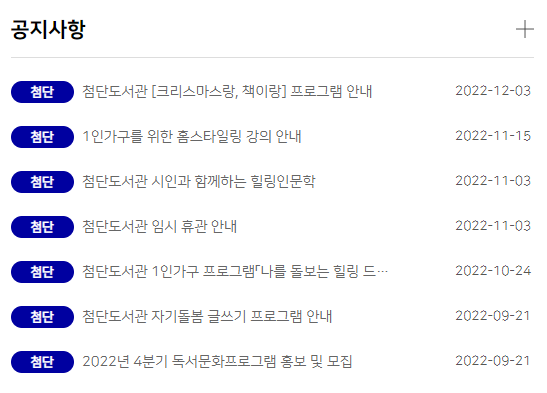 공지사항
첨단 첨단도서관 [크리스마스랑, 책이랑] 프로그램 안내 2022-12-03
첨단 1인가구를 위한 홈스타일링 강의 안내 2022-11-15
첨단 첨단도서관 시인과 함께하는 힐링인문학 2022-11-03
첨단 첨단도서관 임시 휴관 안내 2022-11-03
첨단 첨단도서관 1인가구 프로그램「나를 돌보는 힐링 드… 2022-10-24
첨단 첨단도서관 자기돌봄 글쓰기 프로그램 안내 2022-09-21
첨단 2022년 4분기 독서문화프로그램 홍보 및 모집 2022-09-21